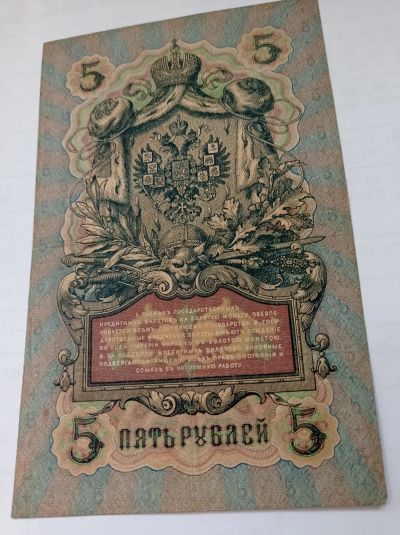 5 5
1. РАЗМѢНЪ ГОСУДАРСТВЕННЫХЪ
КРЕДИТНЫХЪ БИЛЕТОВЪ НА ЗОЛОТУЮ МОНЕТУ ОБЕЗПЕ-
ЧИВАЕТСЯ ВСѢМЪ ДОСТОЯНІЕМЪ ГОСУДАРСТВА. 2. ГОСУ-
ДАРСТВЕННЫЕ КРЕДИТНЫЕ БИЛЕТЫ ИМѢЮТЪ ХОЖДЕНІЕ
ПО ВСЕЙ ИМПЕРІИ НАРАВНѢ СЪ ЗОЛОТОЮ МОНЕТОЮ.
3. ЗА ПОДДѢЛКУ КРЕДИТНЫХЪ БИЛЕТОВЪ ВИНОВНЫЕ
ПОДВЕРГАЮТСЯ ЛИШЕНІЮ ВСѢХЪ ПРАВЪ СОСТОЯНІЯ И
ССЫЛКѢ ВЪ КАТОРЖНУЮ РАБОТУ.
5 ПЯТЬ РУБЛЕЙ 5